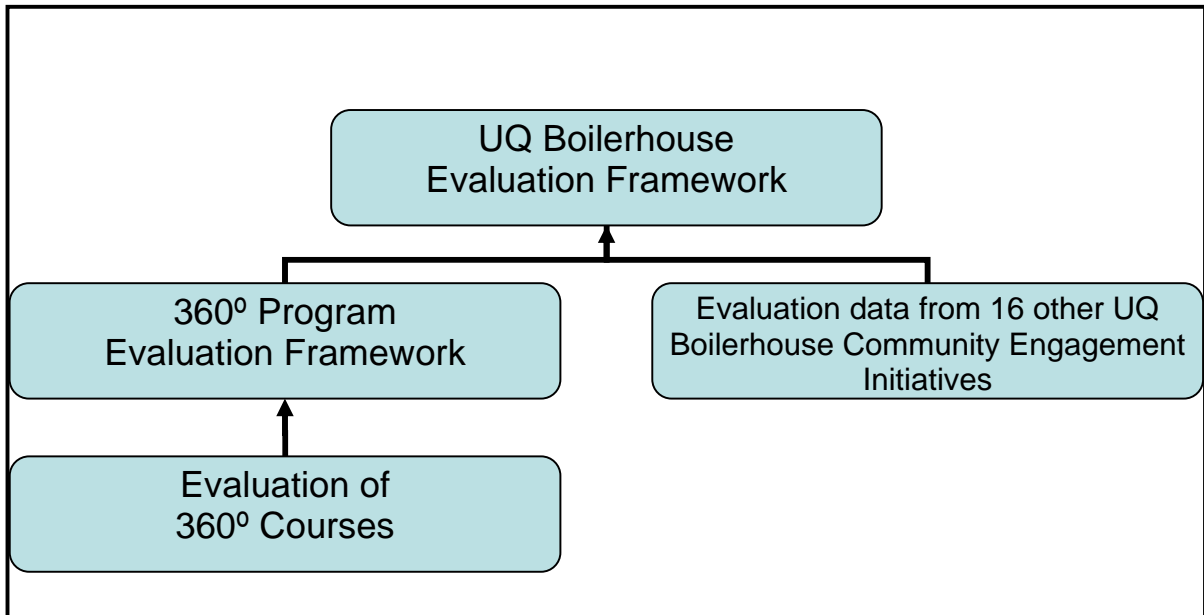 UQ Boilerhouse
Evaluation Framework
360º Program
Evaluation Framework
Evaluation data from 16 other UQ
Boilerhouse Community Engagement
Initiatives
Evaluation of
360º Courses